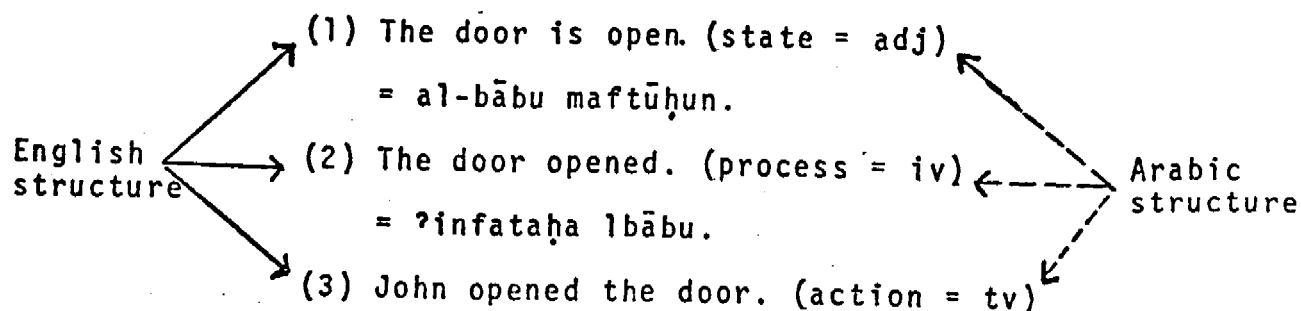 (1) The door is open. (state = adj)
= al-bābu maftūḥun.
English structure
(2) The door opened. (process = iv)
Arabic structure
= ʔinfataḥa lbābu.
(3) John opened the door. (action = tv)